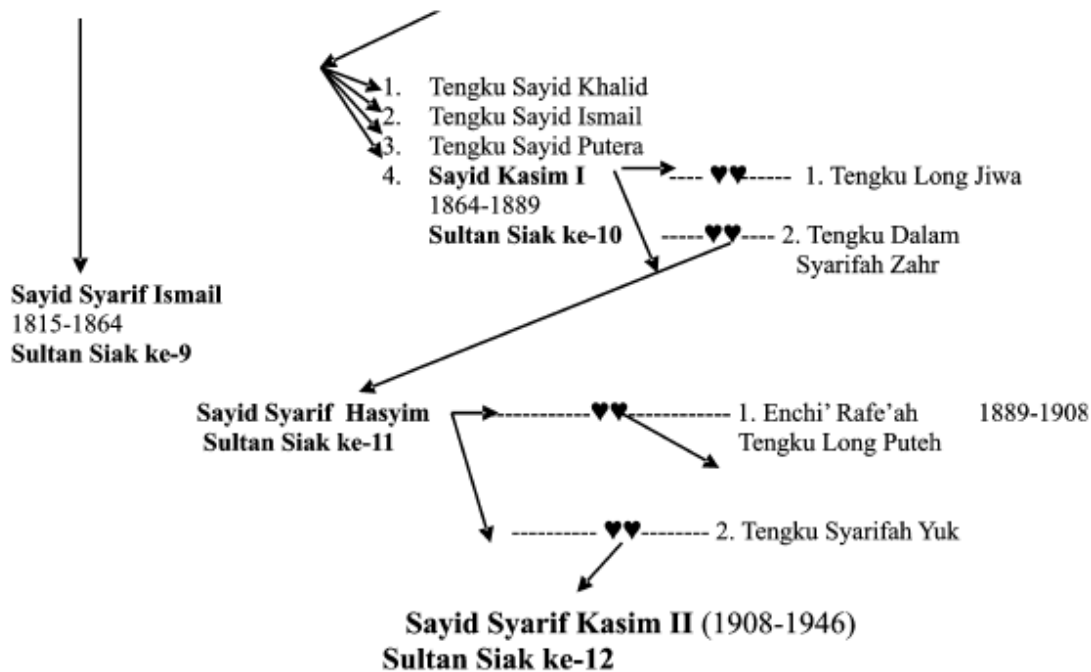 1. Tengku Sayid Khalid
2. Tengku Sayid Ismail
3. Tengku Sayid Putera
4. Sayid Kasim I
1864-1889
Sultan Siak ke-10
1. Tengku Long Jiwa
2. Tengku Dalam
Syarifah Zahr
Sayid Syarif Ismail
1815-1864
Sultan Siak ke-9
Sayid Syarif Hasyim
Sultan Siak ke-11
1. Enchi’ Rafe’ah 1889-1908
Tengku Long Puteh
2. Tengku Syarifah Yuk
Sayid Syarif Kasim II (1908-1946)
Sultan Siak ke-12